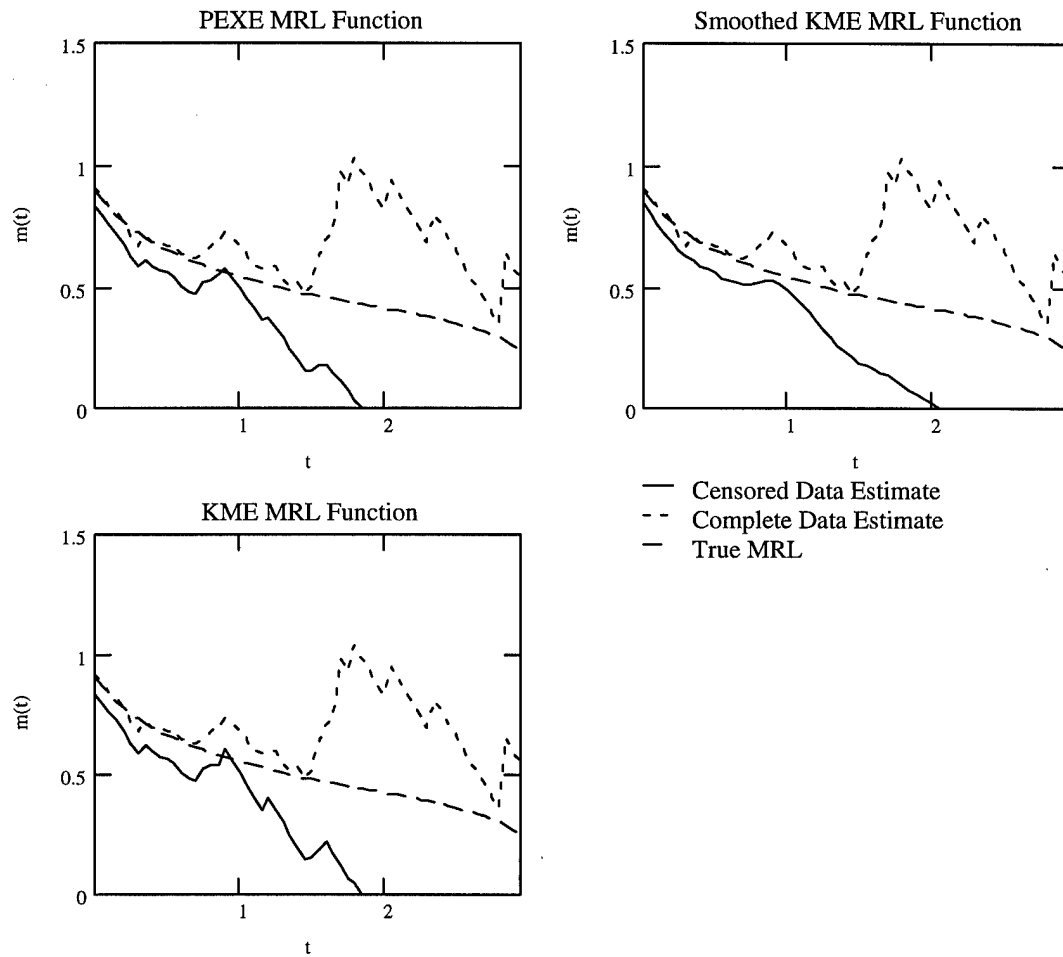 PEXE MRL Function
1.5
1
0.5
0
1
2
m(t)
t
Smoothed KME MRL Function
1.5
1
0.5
0
1
2
m(t)
t
Censored Data Estimate
Complete Data Estimate
True MRL
KME MRL Function
1.5
1
0.5
0
1
2
m(t)
t